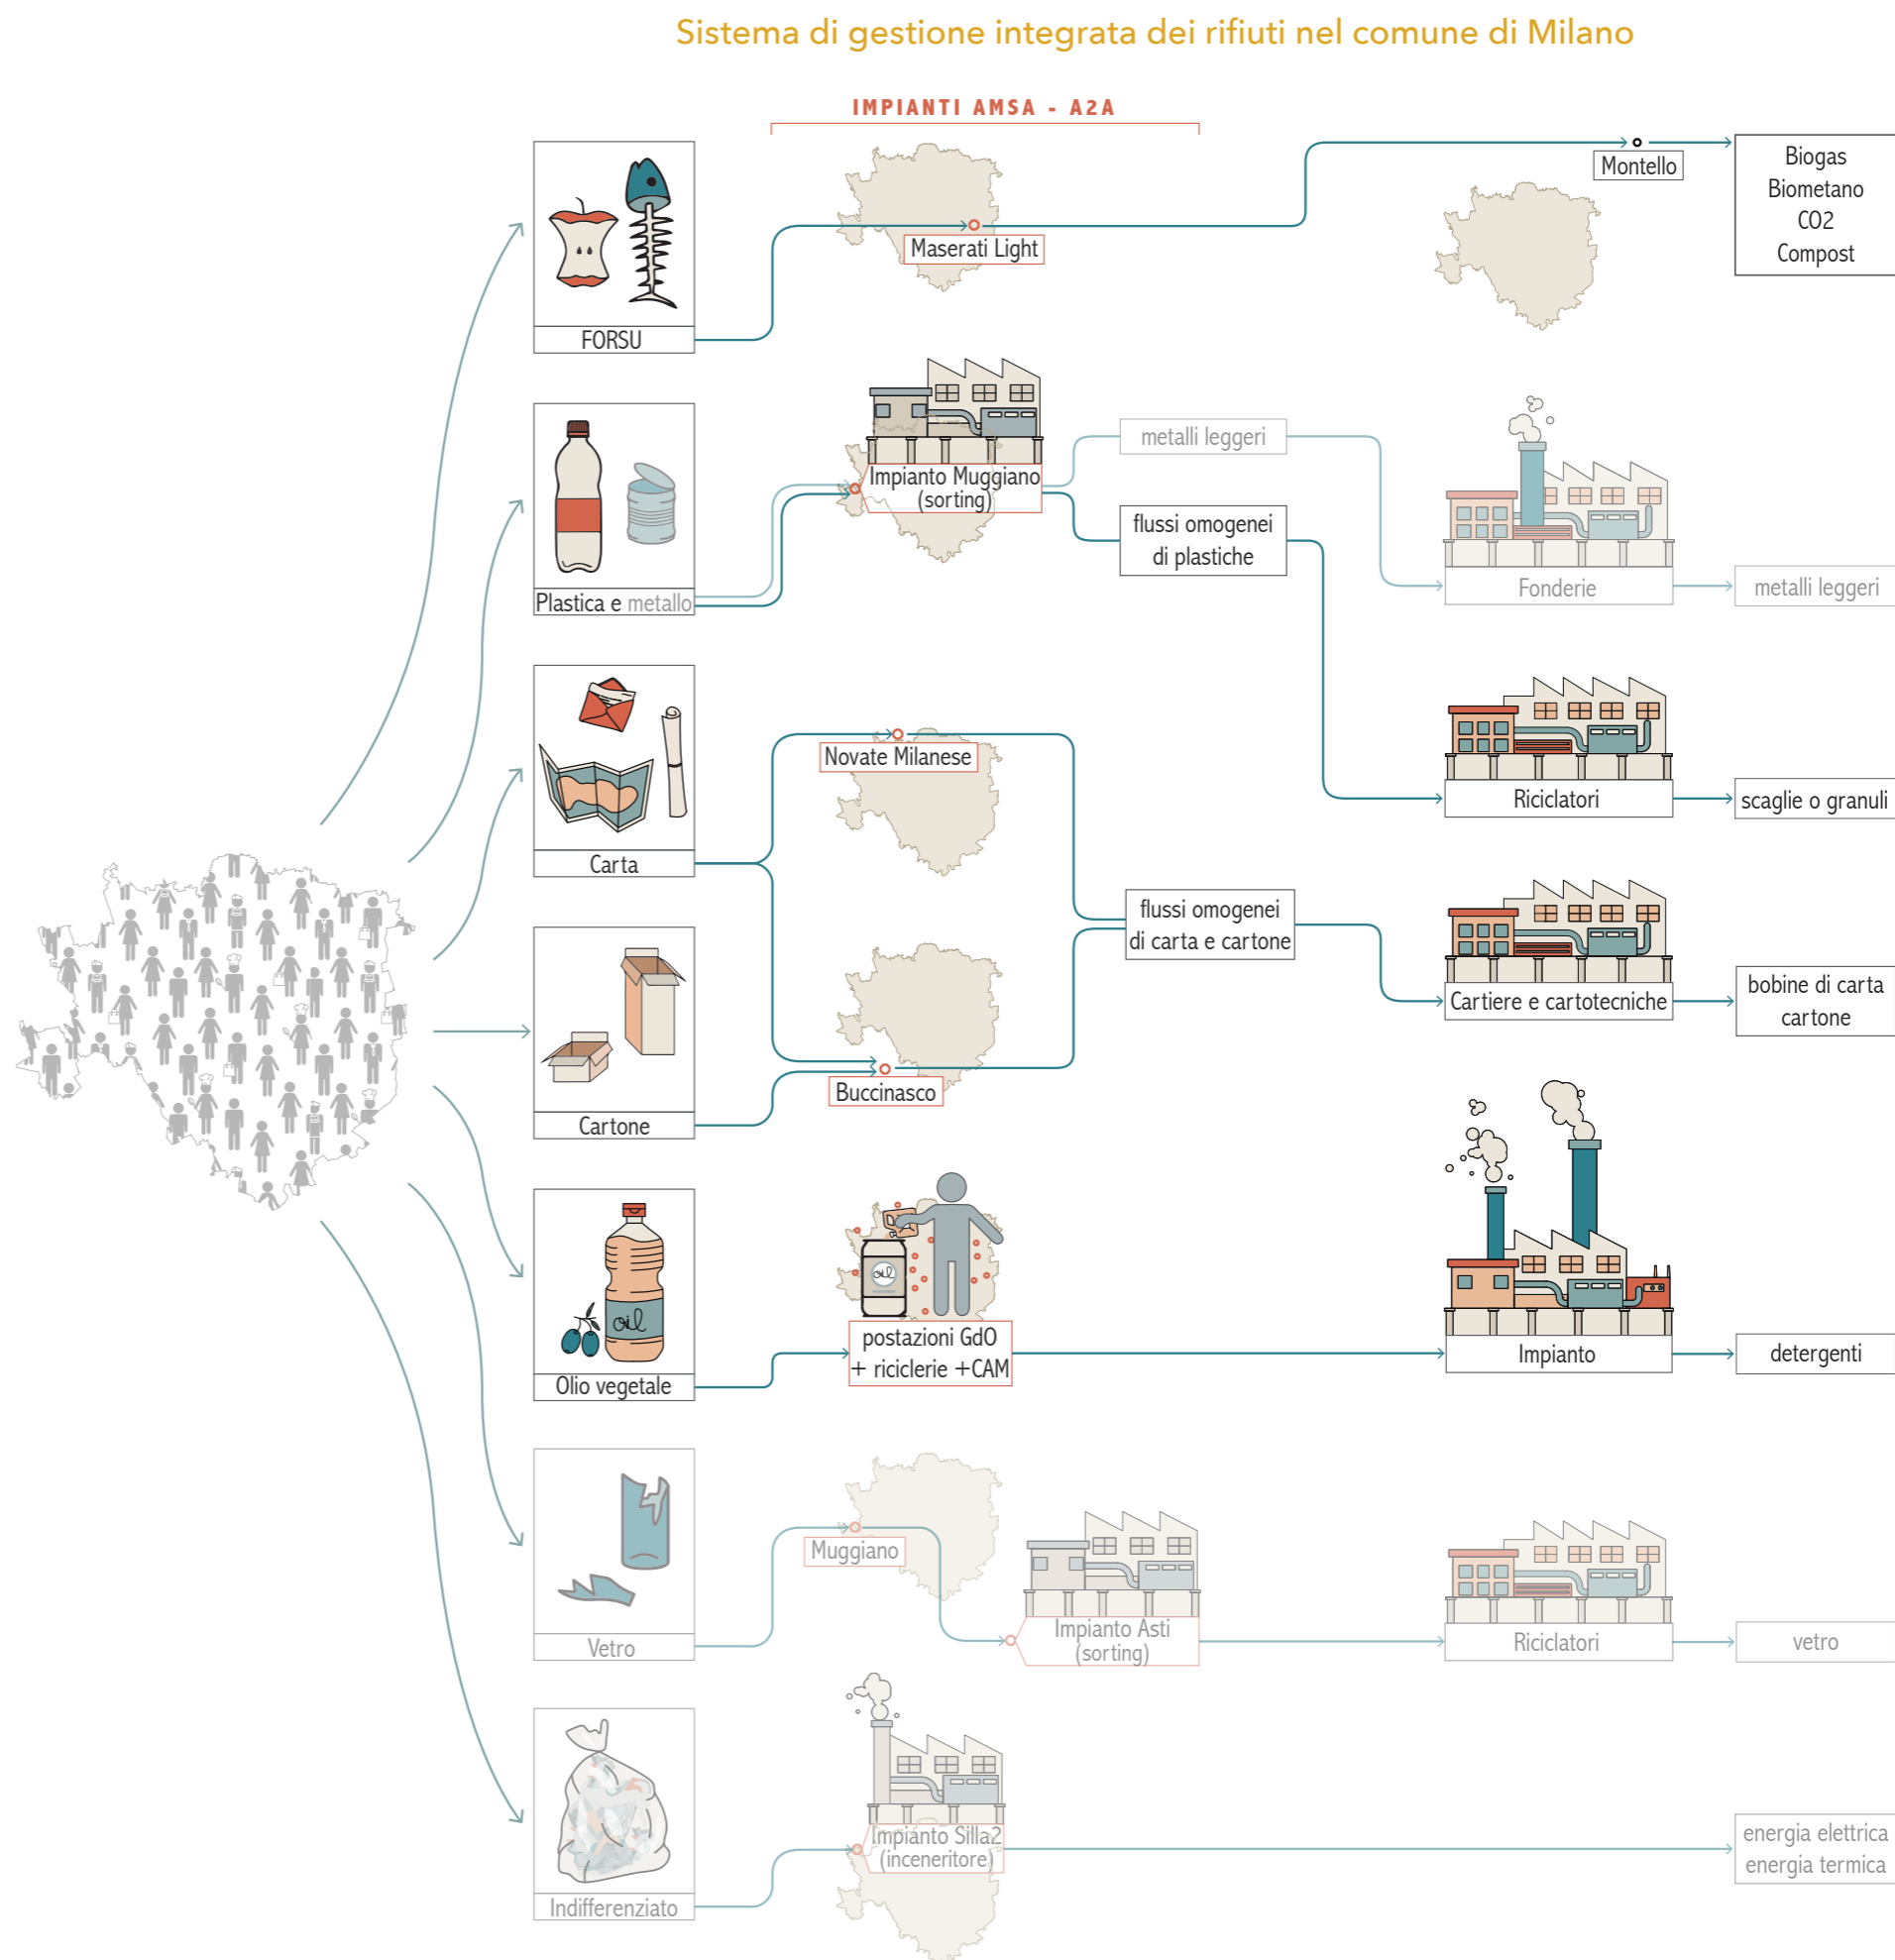 Sistema di gestione integrata dei rifiuti nel comune di Milano
IMPIANTI AMSA - A2A
FORSU
Maserati Light
Montello
Biogas
Biometano
CO2
Compost
Plastica e metallo
Impianto Muggiano
(sorting)
metalli leggeri
flussi omogenei
di plastiche
Fonderie
metalli leggeri
Riciclatori
scaglie o granuli
Carta
Novate Milanese
flussi omogenei
di carta e cartone
Cartiere e cartotecniche
bobine di carta
cartone
Cartone
Buccinasco
oil
Olio vegetale
oil
postazioni GdO
+ riciclerie +CAM
Impianto
detergenti
Vetro
Muggiano
Impianto Asti
(sorting)
Riciclatori
vetro
Indifferenziato
Impianto Silla2
(inceneritore)
energia elettrica
energia termica